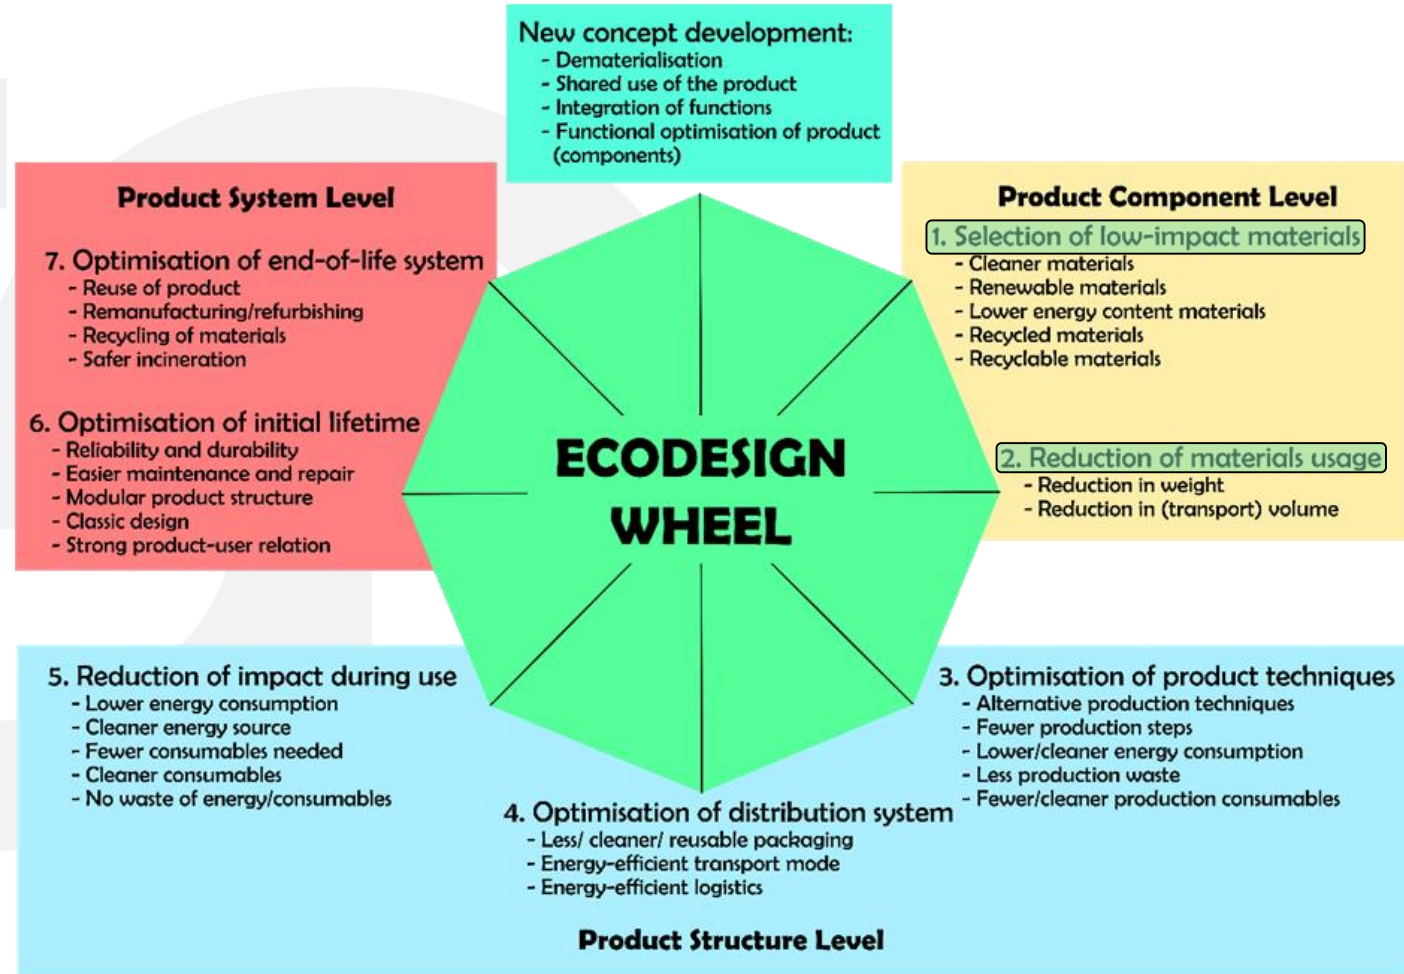 New concept development:
- Dematerialisation
- Shared use of the product
- Integration of functions
- Functional optimisation of product
(components)
Product System Level
7. Optimisation of end-of-life system
- Reuse of product
- Remanufacturing/refurbishing
- Recycling of materials
- Safer incineration
6. Optimisation of initial lifetime
- Reliability and durability
- Easier maintenance and repair
- Modular product structure
- Classic design
- Strong product-user relation
Product Component Level
1. Selection of low-impact materials
- Cleaner materials
- Renewable materials
- Lower energy content materials
- Recycled materials
- Recyclable materials
2. Reduction of materials usage
- Reduction in weight
- Reduction in (transport) volume
ECODESIGN
WHEEL
5. Reduction of impact during use
- Lower energy consumption
- Cleaner energy source
- Fewer consumables needed
- Cleaner consumables
- No waste of energy/consumables
4. Optimisation of distribution system
- Less/ cleaner/ reusable packaging
- Energy-efficient transport mode
- Energy-efficient logistics
3. Optimisation of product techniques
- Alternative production techniques
- Fewer production steps
- Lower/cleaner energy consumption
- Less production waste
- Fewer/cleaner production consumables
Product Structure Level